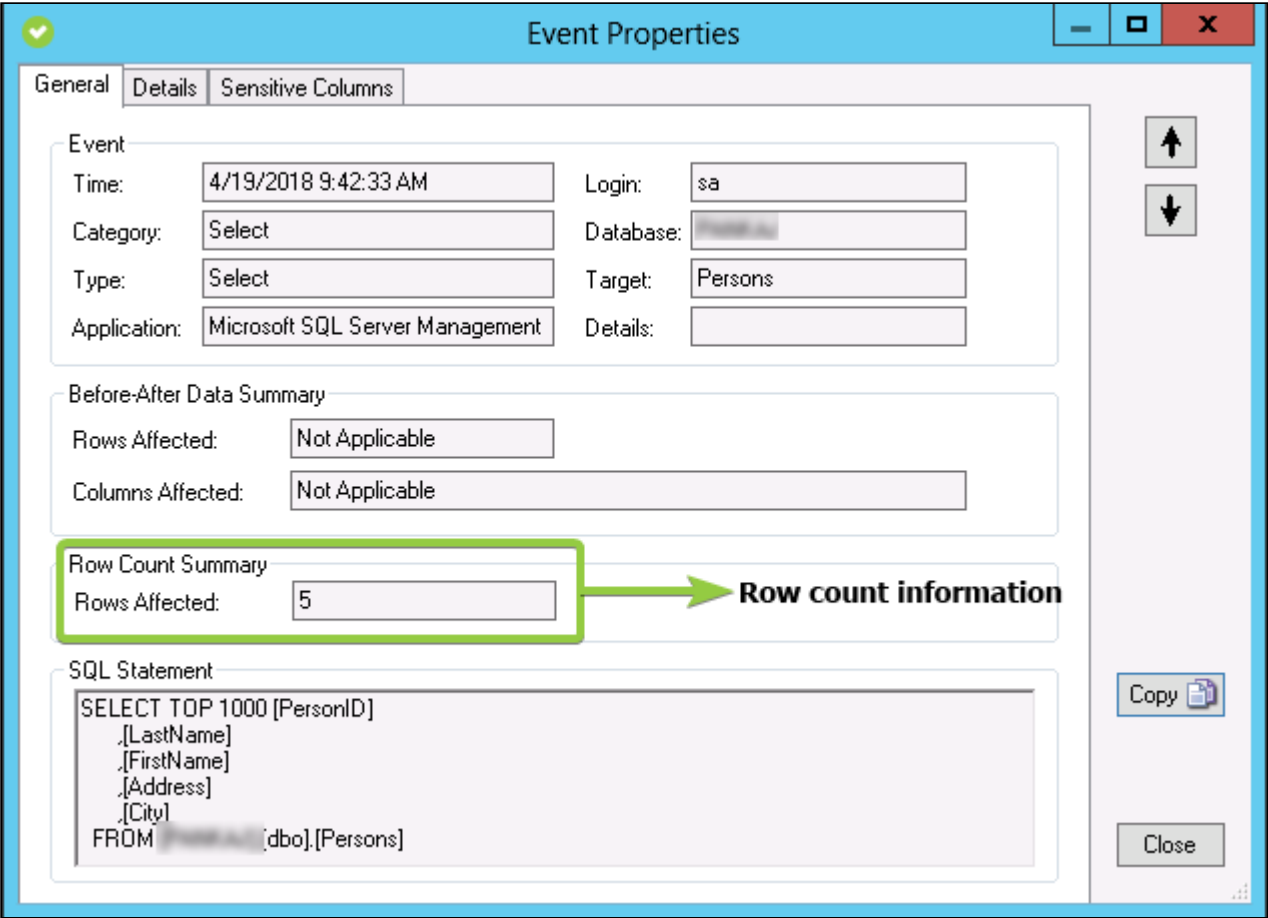 Event Properties
General Details Sensitive Columns
Event
Time: 4/19/2018 9:42:33 AM Login: sa
Category: Select Database:
Type: Select Target: Persons
Application: Microsoft SQL Server Management Details:
Before-After Data Summary
Rows Affected: Not Applicable
Columns Affected: Not Applicable
Row Count Summary
Rows Affected: 5
Row count information
SQL Statement
SELECT TOP 1000 [PersonID]
,[LastName]
,[FirstName]
,[Address]
,[City]
FROM [dbo].[Persons]
Copy
Close